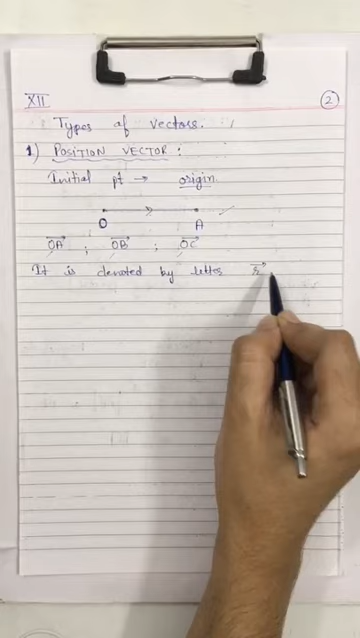 XII
2
Types of vectors.
1) POSITION VECTOR :
Initial pt → origin.
O A
OA ; OB ; OC
It is denoted by letter r